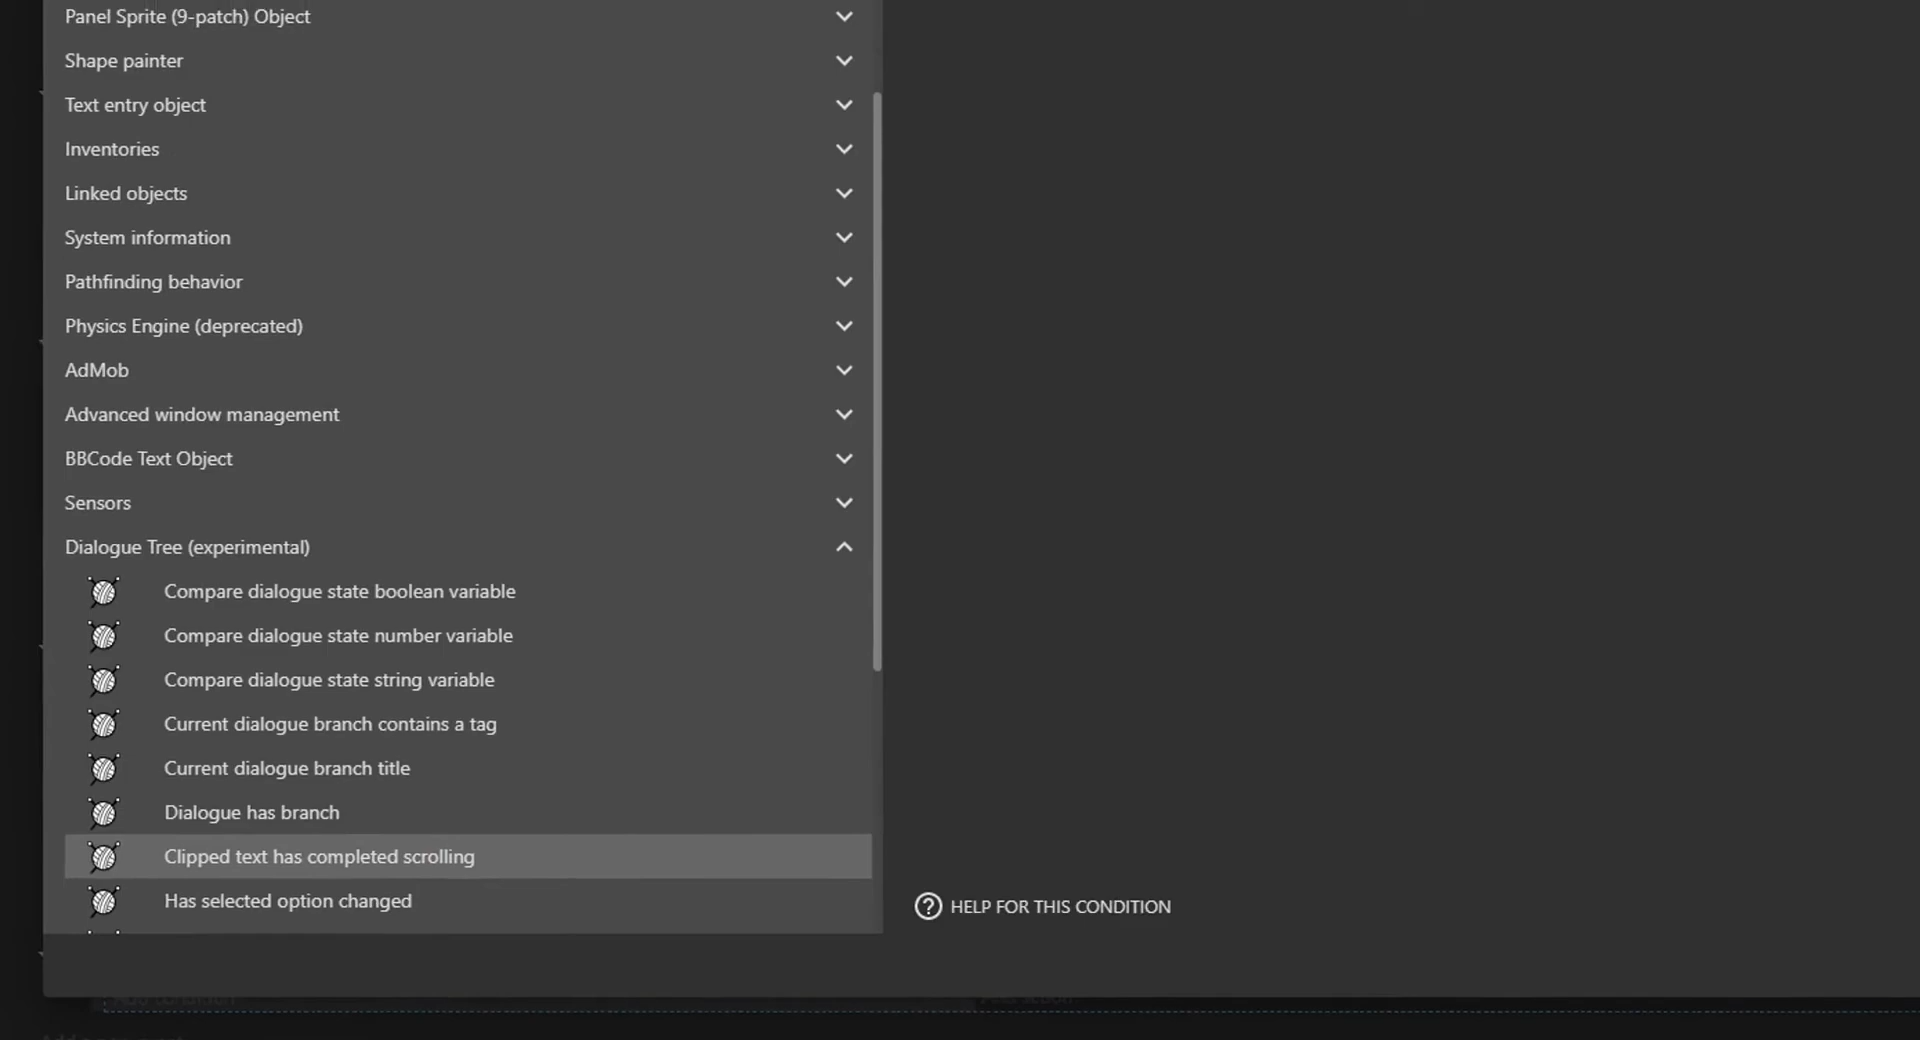 Panel Sprite (9-patch) Object
Shape painter
Text entry object
Inventories
Linked objects
System information
Pathfinding behavior
Physics Engine (deprecated)
AdMob
Advanced window management
BBCode Text Object
Sensors
Dialogue Tree (experimental)
Compare dialogue state boolean variable
Compare dialogue state number variable
Compare dialogue state string variable
Current dialogue branch contains a tag
Current dialogue branch title
Dialogue has branch
Clipped text has completed scrolling
Has selected option changed
HELP FOR THIS CONDITION